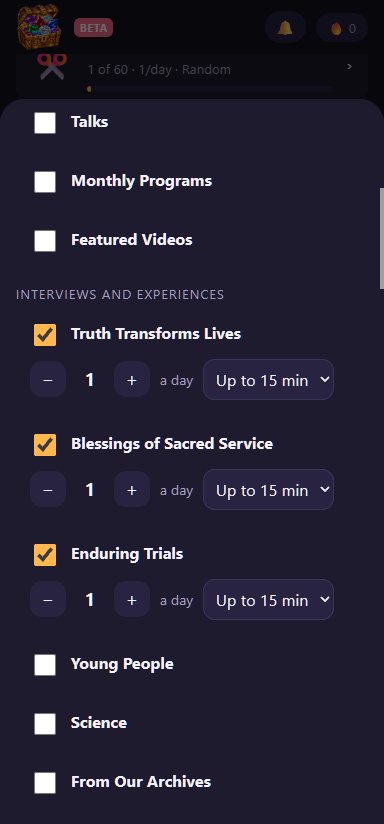 BETA
0
1 of 60 · 1/day · Random
Talks
Monthly Programs
Featured Videos
INTERVIEWS AND EXPERIENCES
Truth Transforms Lives
− 1 + a day Up to 15 min
Blessings of Sacred Service
− 1 + a day Up to 15 min
Enduring Trials
− 1 + a day Up to 15 min
Young People
Science
From Our Archives